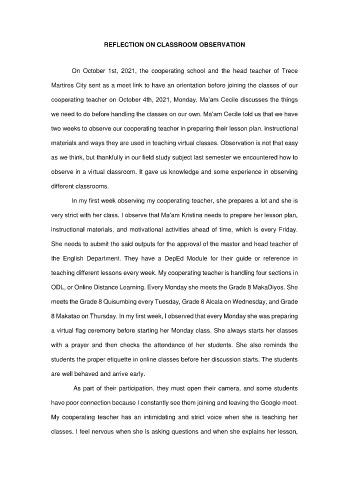 REFLECTION ON CLASSROOM OBSERVATION
On October 1st, 2021, the cooperating school and the head teacher of Trece
Martires City sent as a meet link to have an orientation before joining the classes of our
cooperating teacher on October 4th, 2021, Monday. Ma'am Cecile discusses the things
we need to do before handling the classes on our own. Ma'am Cecile told us that we have
two weeks to observe our cooperating teacher in preparing their lesson plan. Instructional
materials and ways they are used in teaching virtual classes. Observation is not that easy
as we think, but thankfully in our field study subject last semester we encountered how to
observe in a virtual classroom. It gave us knowledge and some experience in observing
different classrooms.
In my first week observing my cooperating teacher, she prepares a lot and she is
very strict with her class. I observe that Ma'am Kristina needs to prepare her lesson plan,
instructional materials, and motivational activities ahead of time, which is every Friday.
She needs to submit the said outputs for the approval of the master and head teacher of
the English Department. They have a DepEd Module for their guide or reference in
teaching different lessons every week. My cooperating teacher is handling four sections in
ODL, or Online Distance Learning. Every Monday she meets the Grade 8 MakaDiyos. She
meets the Grade 8 Quisumbing every Tuesday, Grade 6 Alcala on Wednesday, and Grade
8 Makatao on Thursday. In my first week, I observed that every Monday she was preparing
a virtual flag ceremony before starting her Monday class. She always starts her classes
with a prayer and then checks the attendance of her students. She also reminds the
students the proper etiquette in online classes before her discussion starts. The students
are well behaved and arrive early.
As part of their participation, they must open their camera, and some students
have poor connection because I constantly see them joining and leaving the Google meet.
My cooperating teacher has an intimidating and strict voice when she is teaching her
classes. I feel nervous when she is asking questions and when she explains her lesson,